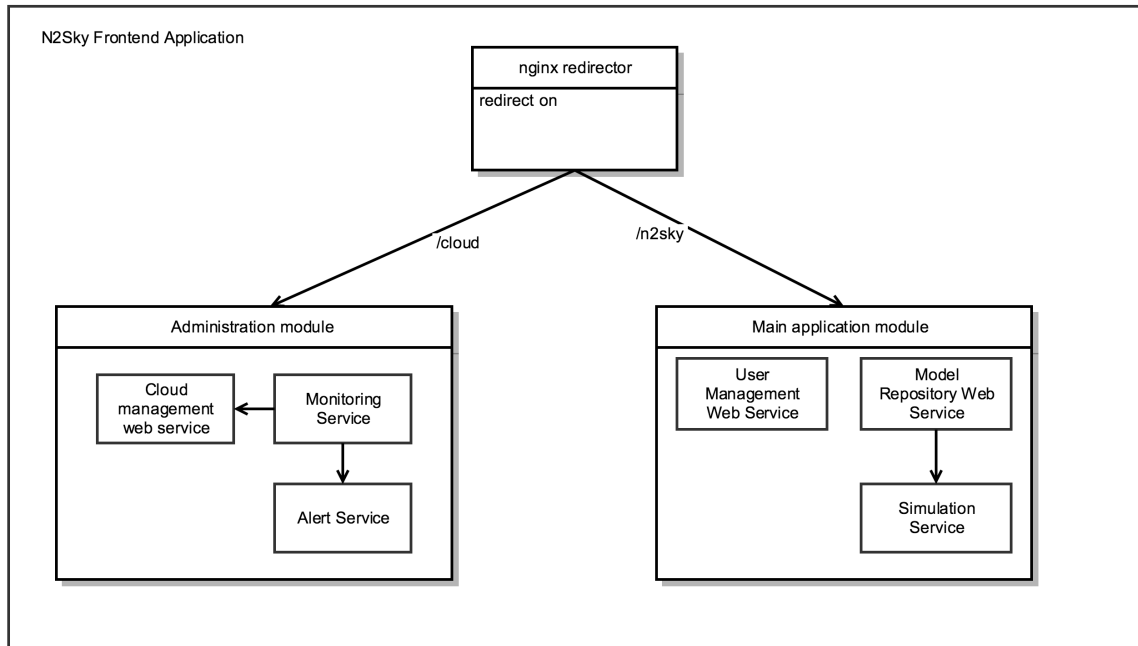 N2Sky Frontend Application
nginx redirector
redirect on
/cloud
/n2sky
Administration module
Cloud
management
web service
Monitoring
Service
Alert Service
Main application module
User
Management
Web Service
Model
Repository Web
Service
Simulation
Service